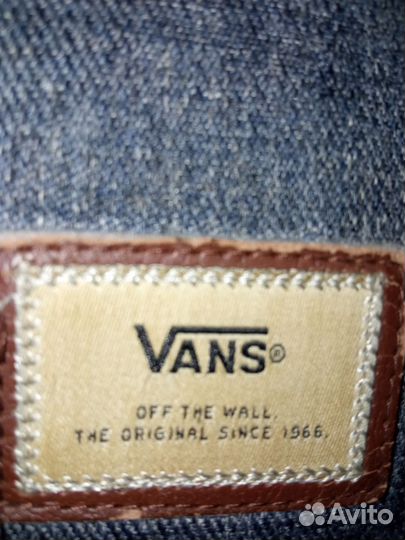 VANS®
OFF THE WALL.
THE ORIGINAL SINCE 1966.
Avito